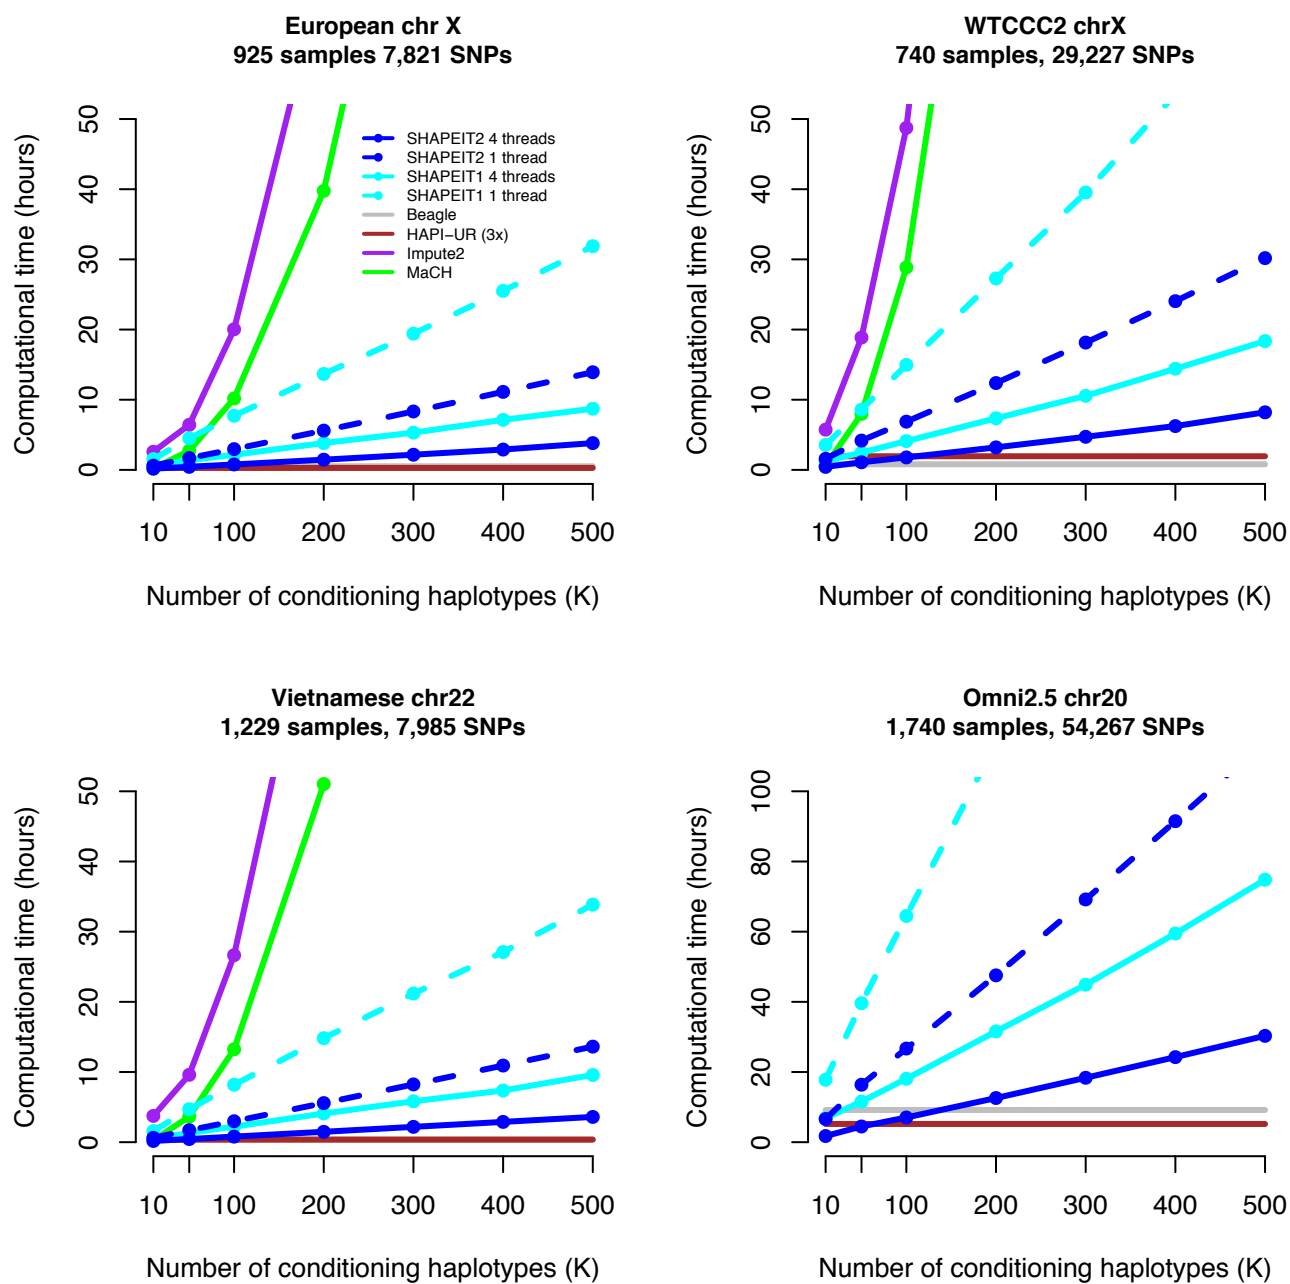 European chr X
925 samples 7,821 SNPs
Computational time (hours)
50
40
30
20
10
0
SHAPEIT2 4 threads
SHAPEIT2 1 thread
SHAPEIT1 4 threads
SHAPEIT1 1 thread
Beagle
HAPI−UR (3x)
Impute2
MaCH
10 100 200 300 400 500
Number of conditioning haplotypes (K)
WTCCC2 chrX
740 samples, 29,227 SNPs
Computational time (hours)
50
40
30
20
10
0
10 100 200 300 400 500
Number of conditioning haplotypes (K)
Vietnamese chr22
1,229 samples, 7,985 SNPs
Computational time (hours)
50
40
30
20
10
0
10 100 200 300 400 500
Number of conditioning haplotypes (K)
Omni2.5 chr20
1,740 samples, 54,267 SNPs
Computational time (hours)
100
80
60
40
20
0
10 100 200 300 400 500
Number of conditioning haplotypes (K)